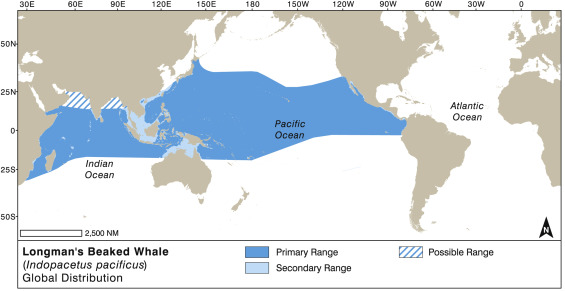 30E 60E 90E 120E 150E 180 150W 120W 90W 60W 30W 0 30E
50N
25N
Atlantic
Ocean
Pacific
Ocean
0
Indian
Ocean
25S
50S
2,500 NM
N
Longman's Beaked Whale
(Indopacetus pacificus)
Global Distribution
Primary Range
Secondary Range
Possible Range